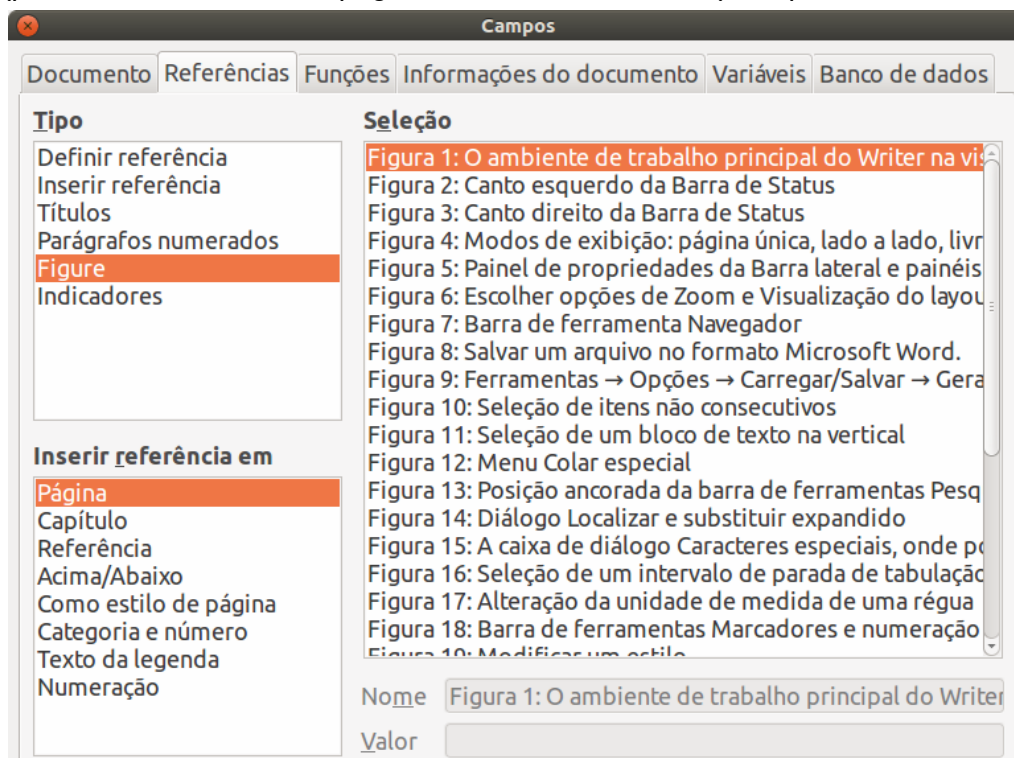 Campos
Documento Referências Funções Informações do documento Variáveis Banco de dados
Tipo
Definir referência
Inserir referência
Títulos
Parágrafos numerados
Figure
Indicadores
Seleção
Figura 1: O ambiente de trabalho principal do Writer na vis
Figura 2: Canto esquerdo da Barra de Status
Figura 3: Canto direito da Barra de Status
Figura 4: Modos de exibição: página única, lado a lado, livr
Figura 5: Painel de propriedades da Barra lateral e painéis
Figura 6: Escolher opções de Zoom e Visualização do layou
Figura 7: Barra de ferramenta Navegador
Figura 8: Salvar um arquivo no formato Microsoft Word.
Figura 9: Ferramentas → Opções → Carregar/Salvar → Gera
Figura 10: Seleção de itens não consecutivos
Figura 11: Seleção de um bloco de texto na vertical
Figura 12: Menu Colar especial
Figura 13: Posição ancorada da barra de ferramentas Pesq
Figura 14: Diálogo Localizar e substituir expandido
Figura 15: A caixa de diálogo Caracteres especiais, onde po
Figura 16: Seleção de um intervalo de parada de tabulação
Figura 17: Alteração da unidade de medida de uma régua
Figura 18: Barra de ferramentas Marcadores e numeração
Figura 19: Modificar um estilo
Inserir referência em
Página
Capítulo
Referência
Acima/Abaixo
Como estilo de página
Categoria e número
Texto da legenda
Numeração
Nome Figura 1: O ambiente de trabalho principal do Writer
Valor